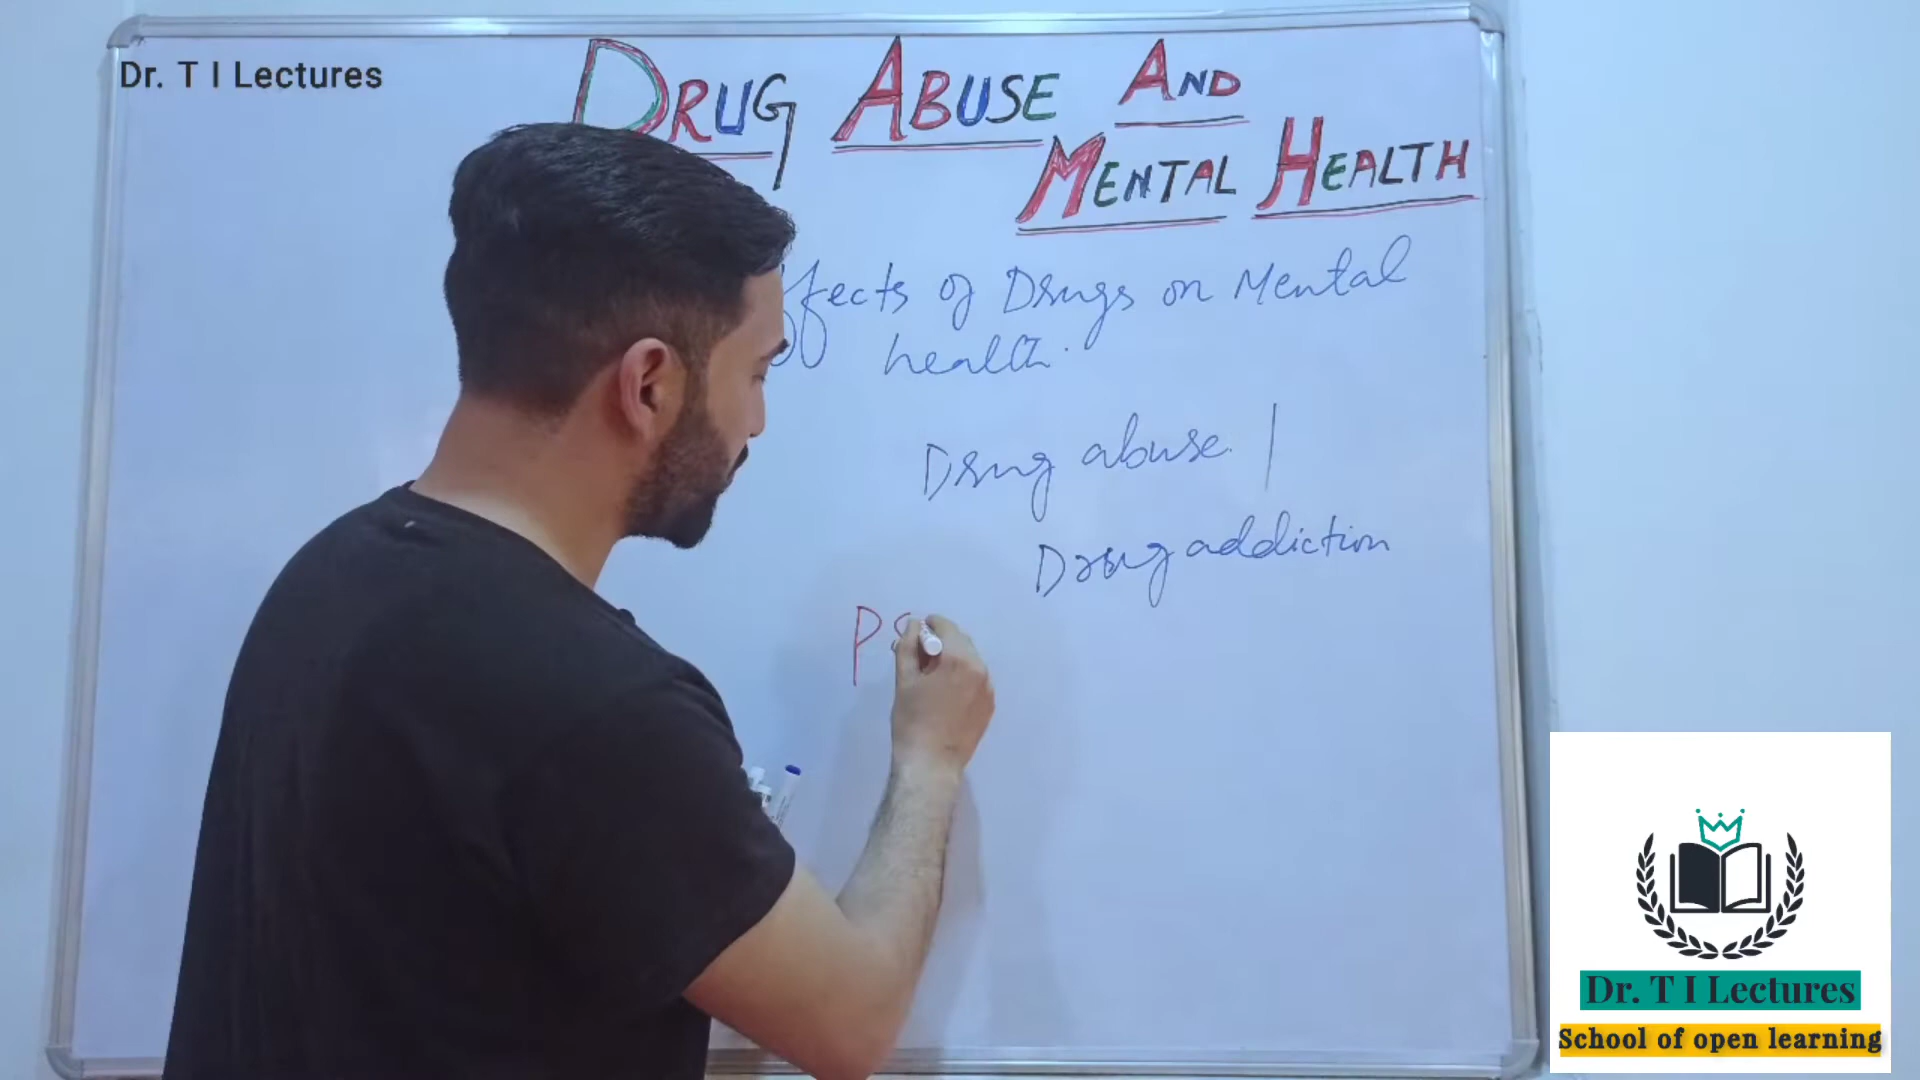 Dr. T I Lectures
DRUG ABUSE AND
MENTAL HEALTH
ffects of Drugs on Mental
health.
Drug abuse. |
Drug addiction
PS
Dr. T I Lectures
School of open learning